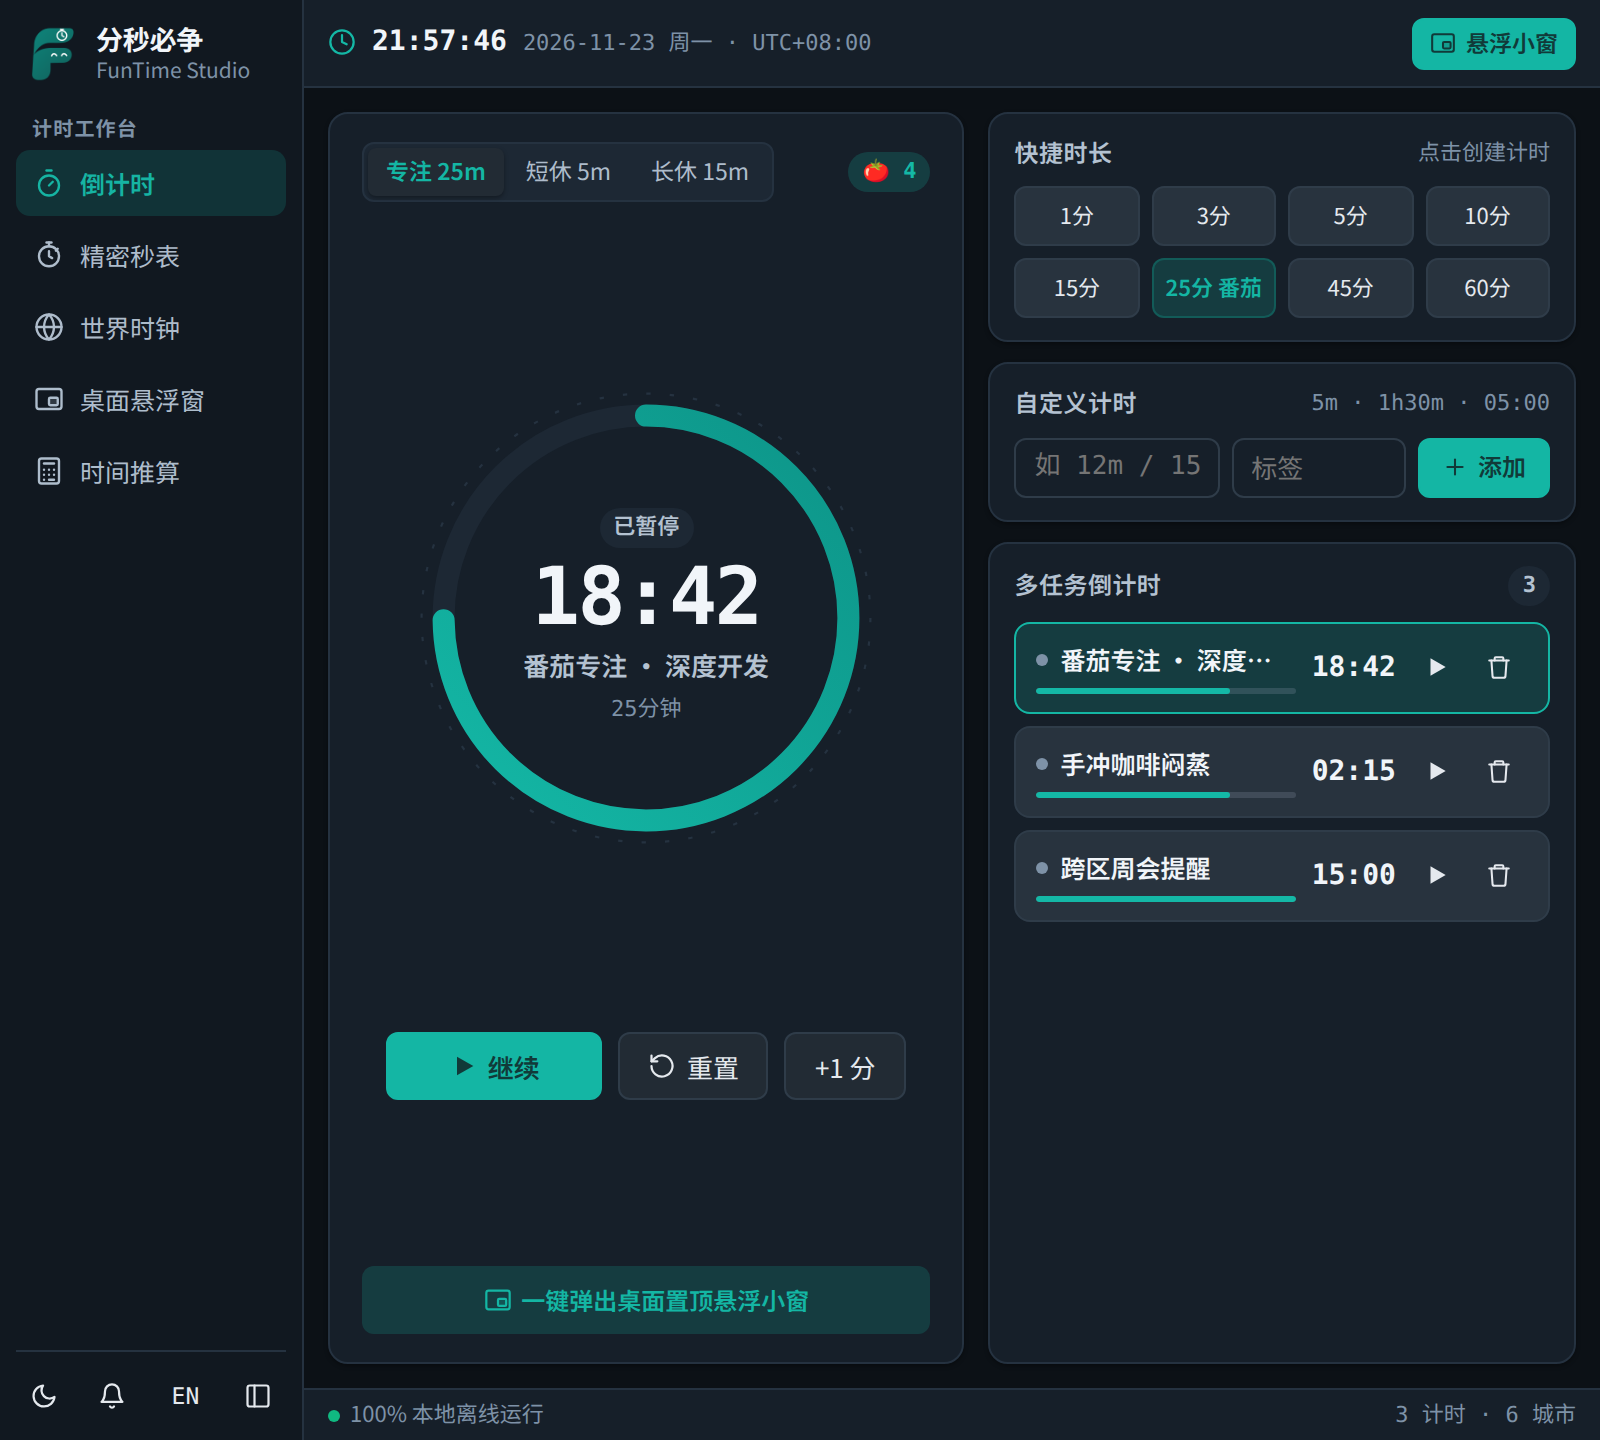 分秒必争
FunTime Studio
计时工作台
倒计时
精密秒表
世界时钟
桌面悬浮窗
时间推算
EN
21:57:46 2026-11-23 周一 · UTC+08:00
悬浮小窗
专注 25m 短休 5m 长休 15m
🍅 4
已暂停
18:42
番茄专注 · 深度开发
25分钟
继续 重置 +1 分
一键弹出桌面置顶悬浮小窗
快捷时长 点击创建计时
1分 3分 5分 10分
15分 25分 番茄 45分 60分
自定义计时 5m · 1h30m · 05:00
如 12m / 15 标签 + 添加
多任务倒计时 3
番茄专注 · 深度… 18:42
手冲咖啡闷蒸 02:15
跨区周会提醒 15:00
100% 本地离线运行 3 计时 · 6 城市